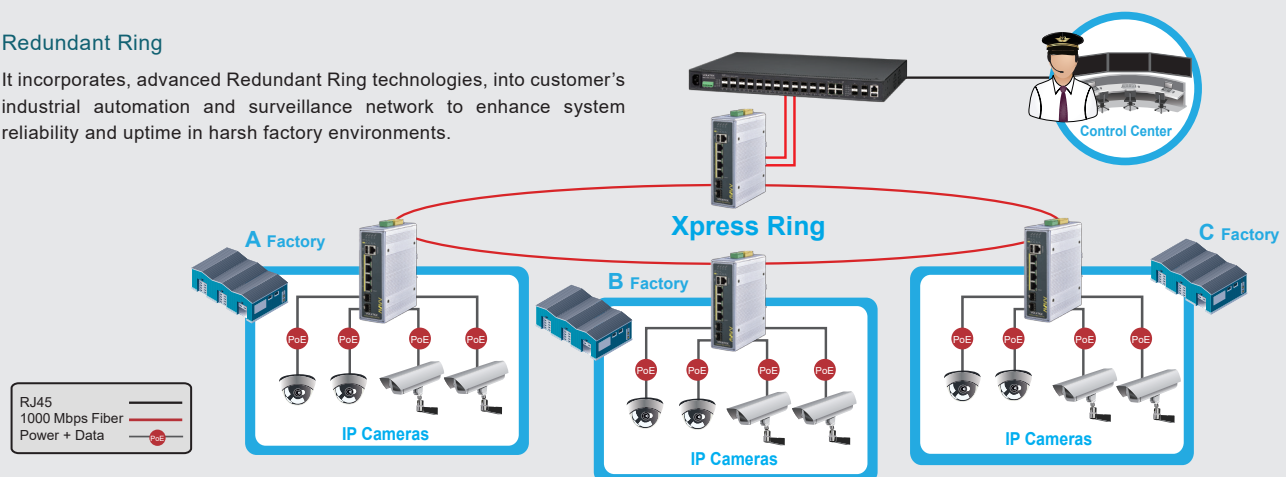 Redundant Ring
It incorporates, advanced Redundant Ring technologies, into customer's
industrial automation and surveillance network to enhance system
reliability and uptime in harsh factory environments.
Control Center
Xpress Ring
A Factory
C Factory
B Factory
PoE PoE PoE PoE
PoE PoE PoE PoE
PoE PoE PoE PoE
RJ45
1000 Mbps Fiber
Power + Data PoE
IP Cameras
IP Cameras
IP Cameras